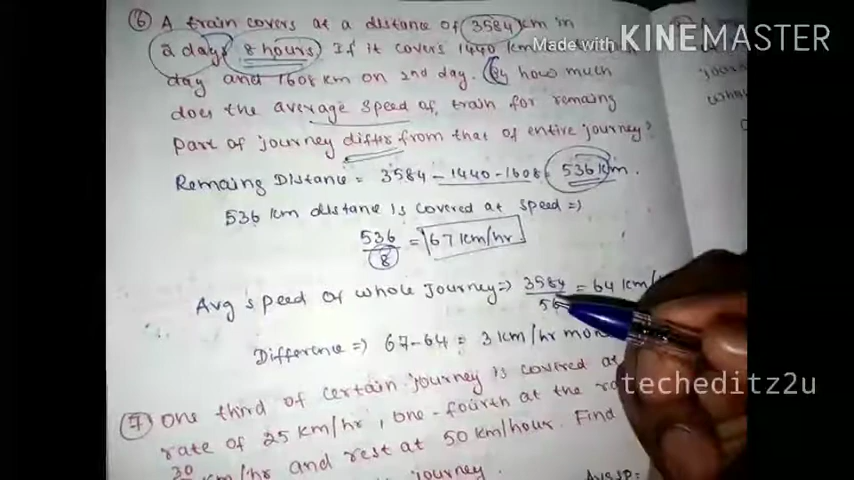 6 A train covers at a distance of 3584 km in
2 days 8 hours If it covers 1440 km
day and 1608 km on 2nd day. By how much
does the average speed of train for remaining
part of journey differ from that of entire journey?
Remaing Distance = 3584 - 1440 - 1608 = 536 km.
536 km distance is covered at speed ⇒
536/8 = 67 km/hr
Avg speed of whole Journey ⇒ 3584/56 = 64 km/
Difference ⇒ 67-64 = 3 km/hr more
7 One third of certain journey is covered at
rate of 25 km/hr, one-fourth at the
30 km/hr and rest at 50 km/hour. Find
journey.
Made with KINEMASTER
techeditz2u